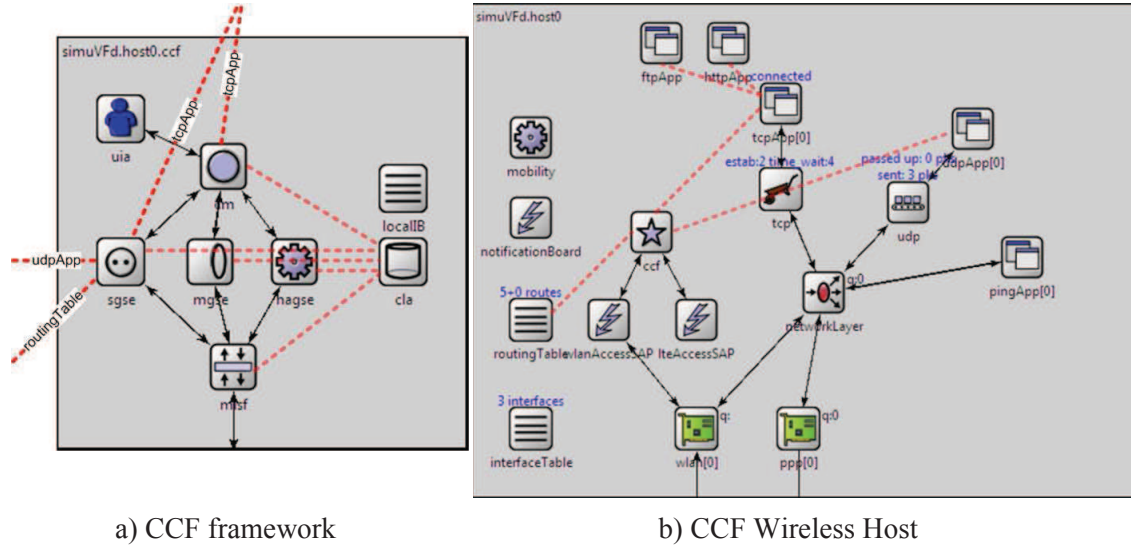 simuVFd.host0.ccf
tcpApp
tcpApp
uia
cm
localIB
udpApp
sgse
mgse
hagse
cla
routingTable
misf
a) CCF framework
simuVFd.host0
ftpApp
httpApp
connected
tcpApp[0]
mobility
estab:2 time_wait:4
passed up: 0
sent: 3
udpApp[0]
tcp
udp
notificationBoard
ccf
q:0
pingApp[0]
5+0 routes
networkLayer
routingTable
wlanAccessSAP
lteAccessSAP
3 interfaces
q:
q:0
interfaceTable
wlan[0]
ppp[0]
b) CCF Wireless Host